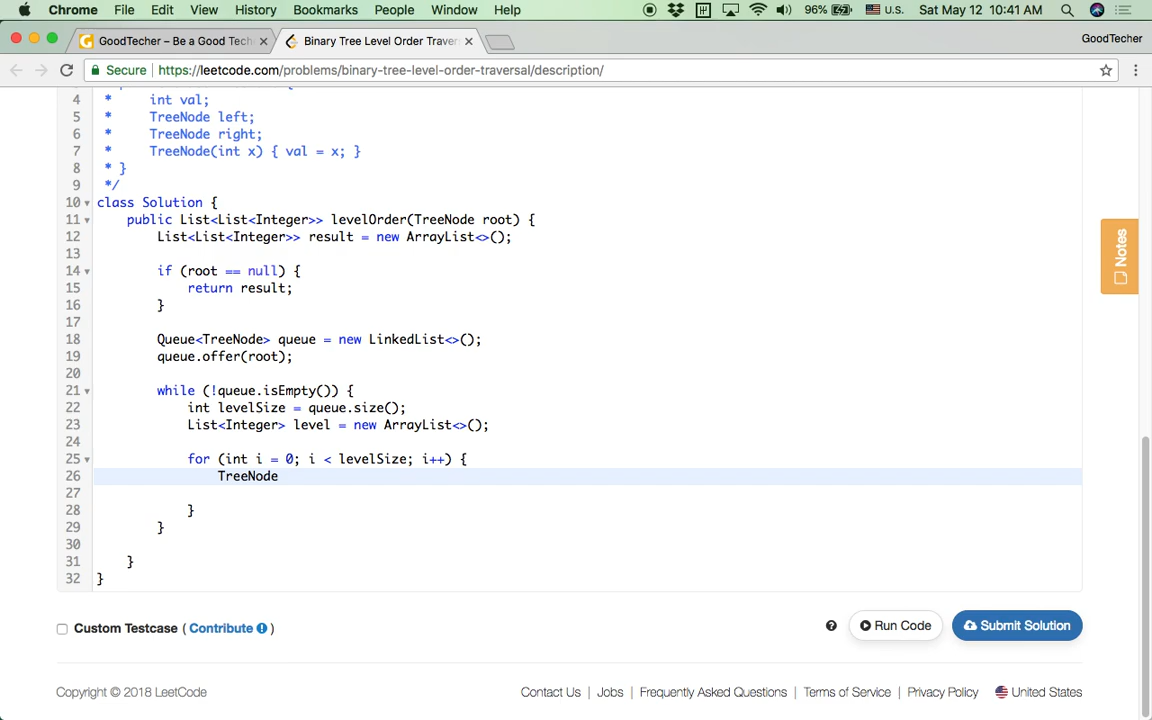 Chrome File Edit View History Bookmarks People Window Help 96% U.S. Sat May 12 10:41 AM
GoodTecher – Be a Good Tech Binary Tree Level Order Traver GoodTecher
Secure https://leetcode.com/problems/binary-tree-level-order-traversal/description/
4 * int val;
5 * TreeNode left;
6 * TreeNode right;
7 * TreeNode(int x) { val = x; }
8 * }
9 */
10 class Solution {
11 public List<List<Integer>> levelOrder(TreeNode root) {
12 List<List<Integer>> result = new ArrayList<>();
13
14 if (root == null) {
15 return result;
16 }
17
18 Queue<TreeNode> queue = new LinkedList<>();
19 queue.offer(root);
20
21 while (!queue.isEmpty()) {
22 int levelSize = queue.size();
23 List<Integer> level = new ArrayList<>();
24
25 for (int i = 0; i < levelSize; i++) {
26 TreeNode
27
28 }
29 }
30
31 }
32 }
Notes
Custom Testcase ( Contribute )
? Run Code Submit Solution
Copyright © 2018 LeetCode Contact Us | Jobs | Frequently Asked Questions | Terms of Service | Privacy Policy United States